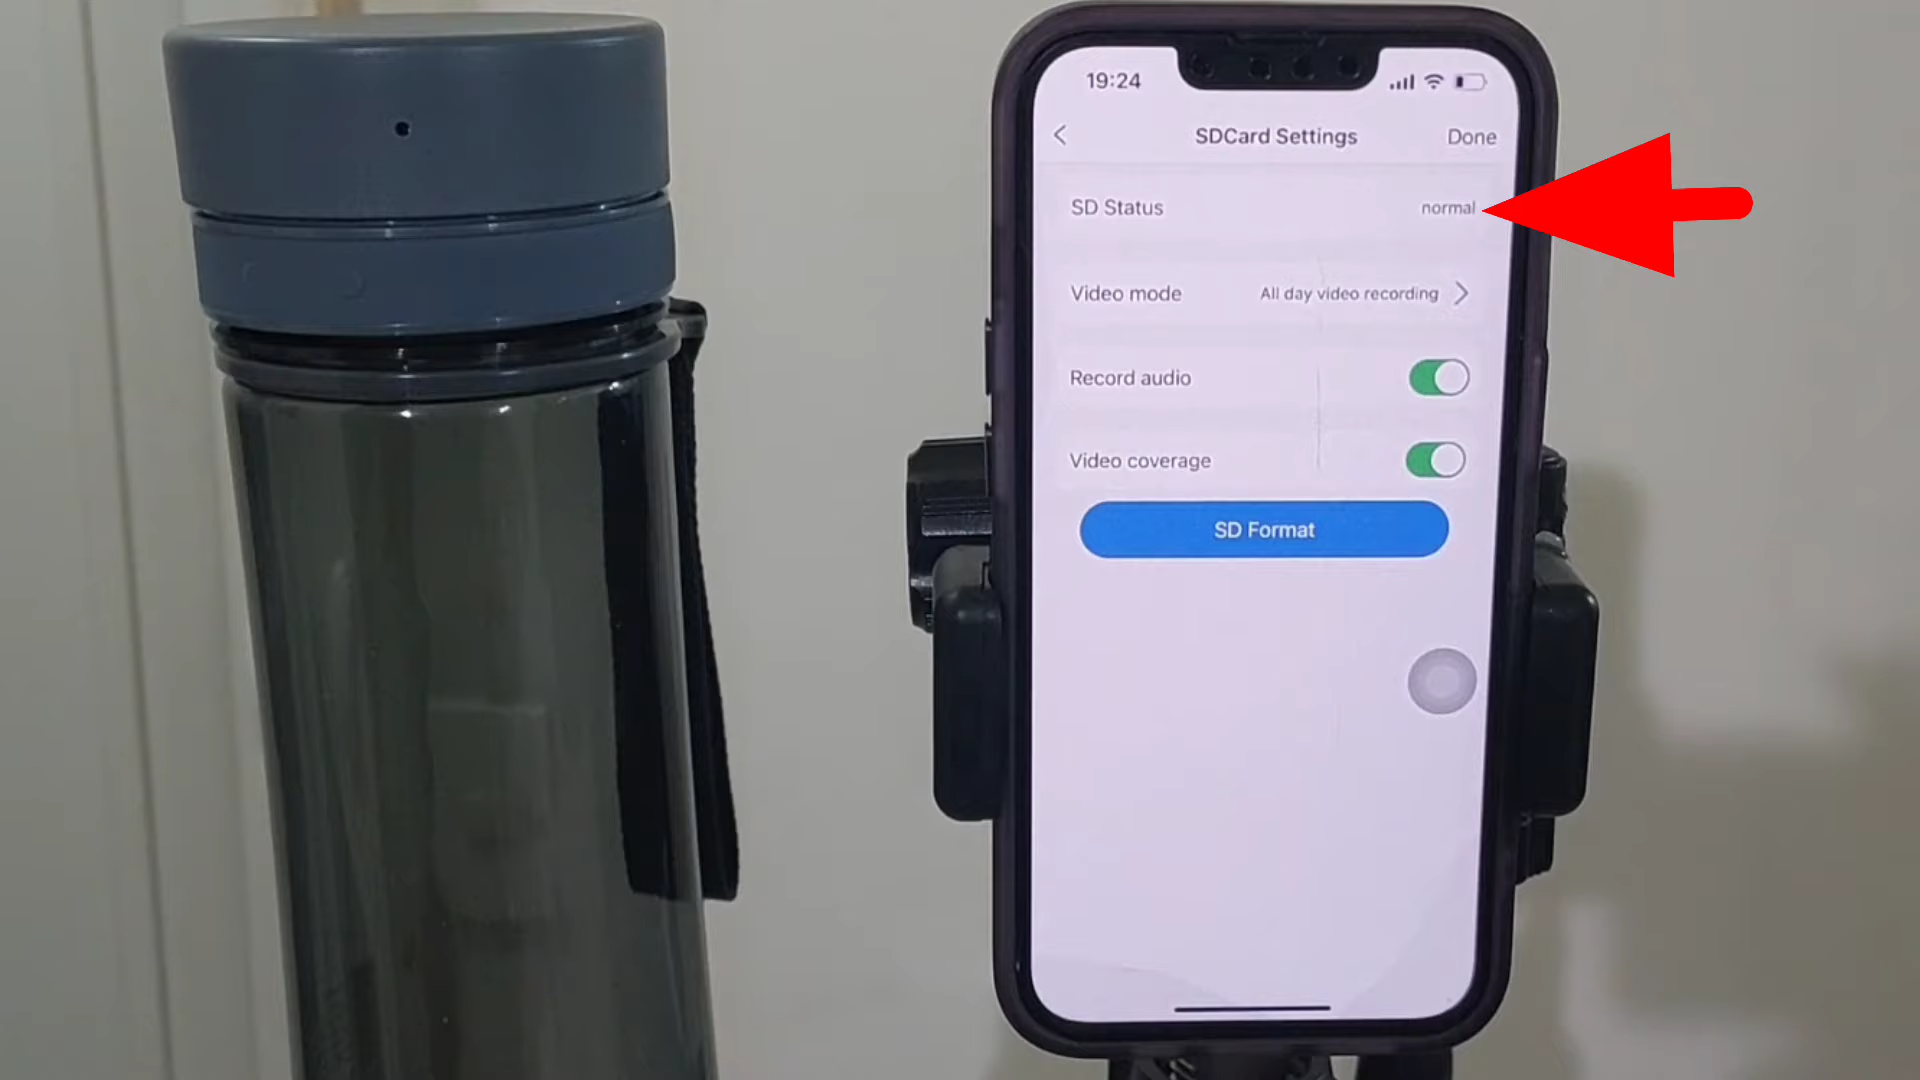 19:24
SDCard Settings
Done
SD Status
normal
Video mode
All day video recording
Record audio
Video coverage
SD Format